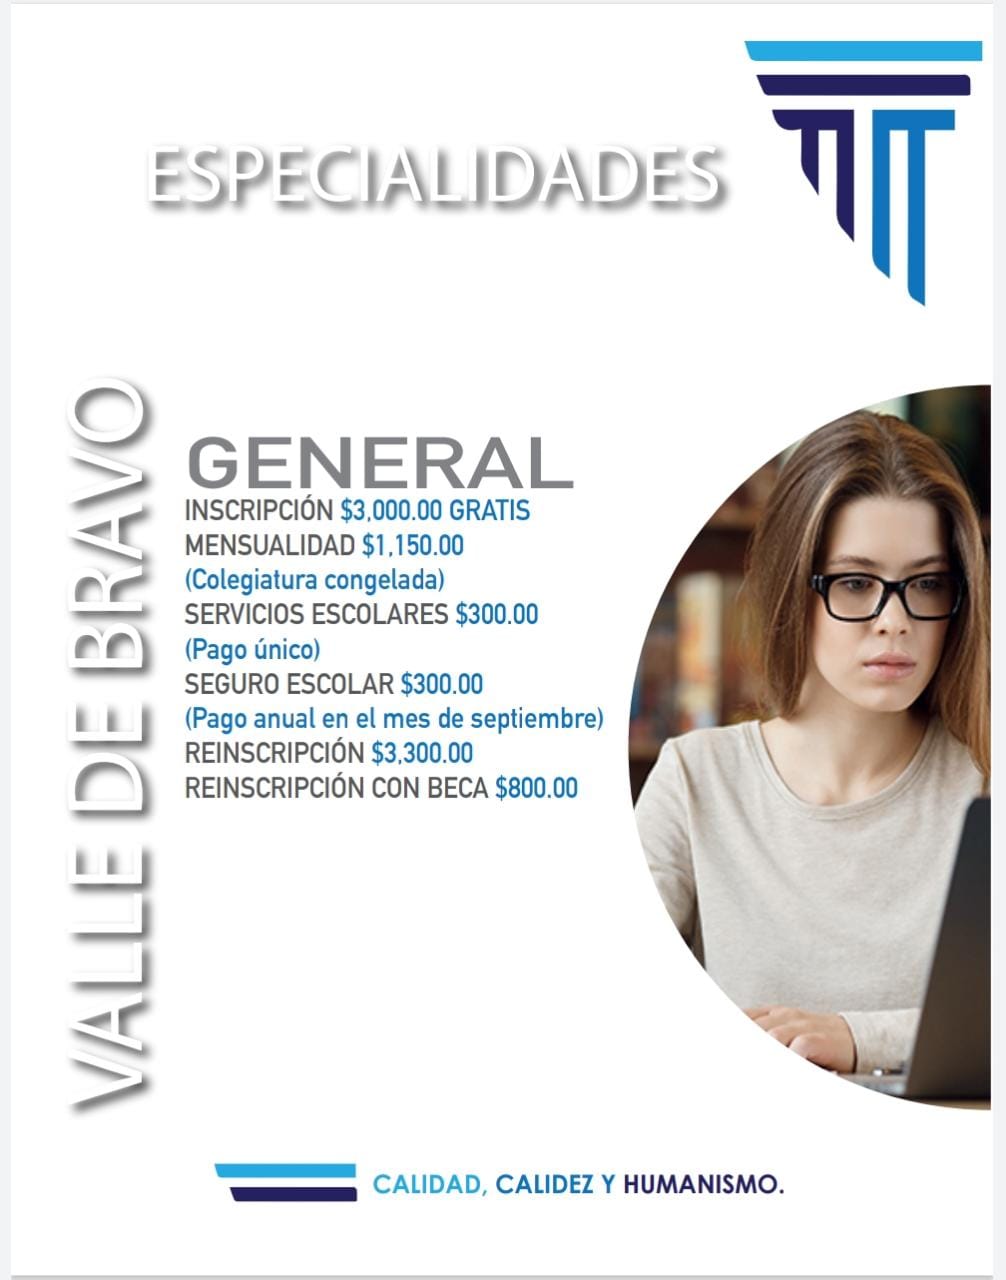 ESPECIALIDADES
VALLE DE BRAVO
GENERAL
INSCRIPCIÓN $3,000.00 GRATIS
MENSUALIDAD $1,150.00
(Colegiatura congelada)
SERVICIOS ESCOLARES $300.00
(Pago único)
SEGURO ESCOLAR $300.00
(Pago anual en el mes de septiembre)
REINSCRIPCIÓN $3,300.00
REINSCRIPCIÓN CON BECA $800.00
CALIDAD, CALIDEZ Y HUMANISMO.